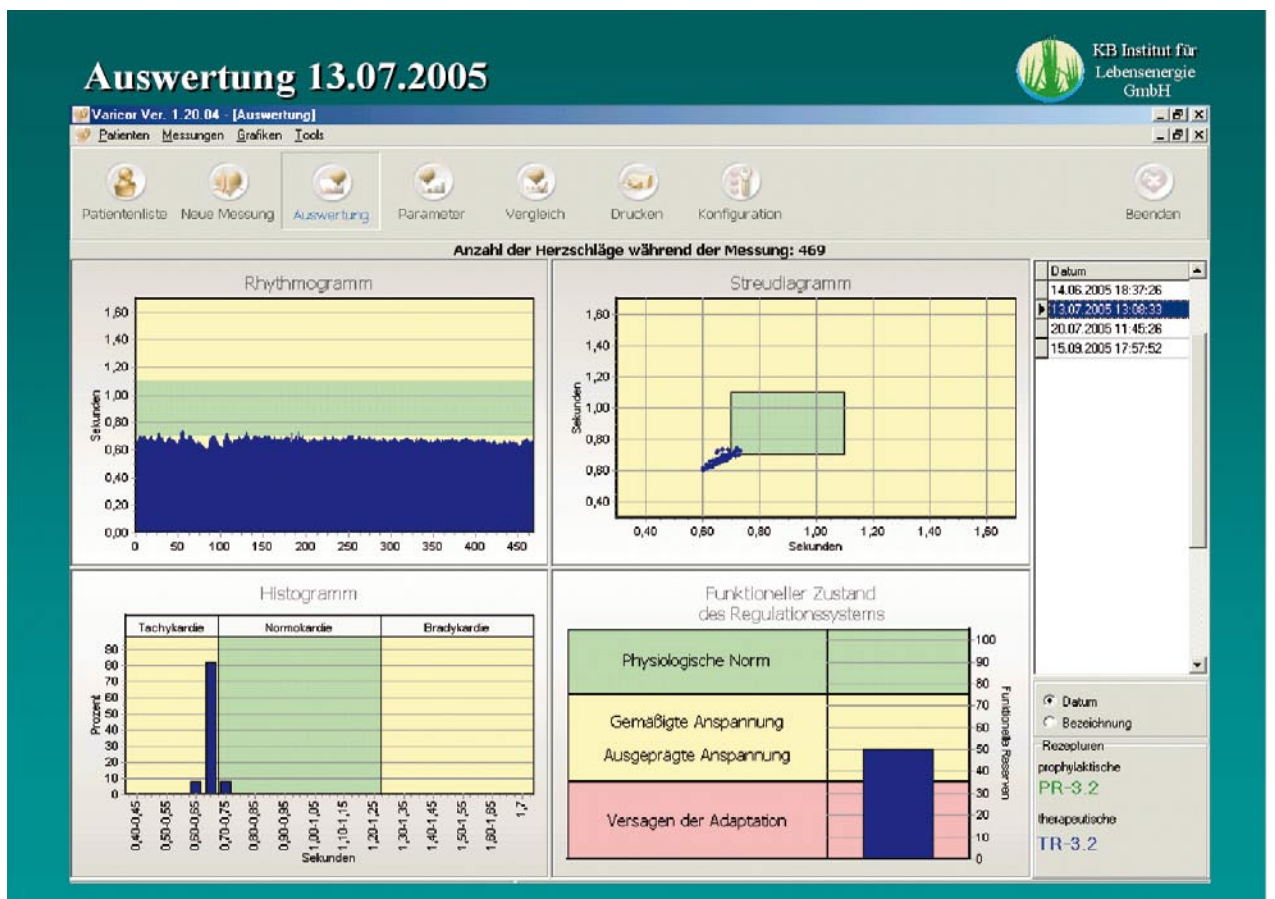 Auswertung 13.07.2005
KB Institut für
Lebensenergie
GmbH
Varicor Ver. 1.20.04 - [Auswertung]
Patienten Messungen Grafiken Tools
Patientenliste Neue Messung Auswertung Parameter Vergleich Drucken Konfiguration Beenden
Anzahl der Herzschläge während der Messung: 469
Rhythmogramm
Sekunden
1,60
1,40
1,20
1,00
0,80
0,60
0,40
0,20
0,00
0 50 100 150 200 250 300 350 400 450
Streudiagramm
Sekunden
1,60
1,40
1,20
1,00
0,80
0,60
0,40
0,40 0,60 0,80 1,00 1,20 1,40 1,60
Sekunden
Datum
14.06.2005 18:37:26
13.07.2005 13:08:33
20.07.2005 11:45:26
15.09.2005 17:57:52
Histogramm
Tachykardie Normokardie Bradykardie
Prozent
90
80
70
60
50
40
30
20
10
0
0,40-0,45 0,50-0,55 0,60-0,65 0,70-0,75 0,80-0,85 0,90-0,95 1,00-1,05 1,10-1,15 1,20-1,25 1,30-1,35 1,40-1,45 1,50-1,55 1,60-1,65 1,7
Sekunden
Funktioneller Zustand
des Regulationssystems
Physiologische Norm
Gemäßigte Anspannung
Ausgeprägte Anspannung
Versagen der Adaptation
100
90
80
70
60
50
40
30
20
10
0
Funktionelle Reserven
Datum
Bezeichnung
Rezepturen
prophylaktische
PR-3.2
therapeutische
TR-3.2